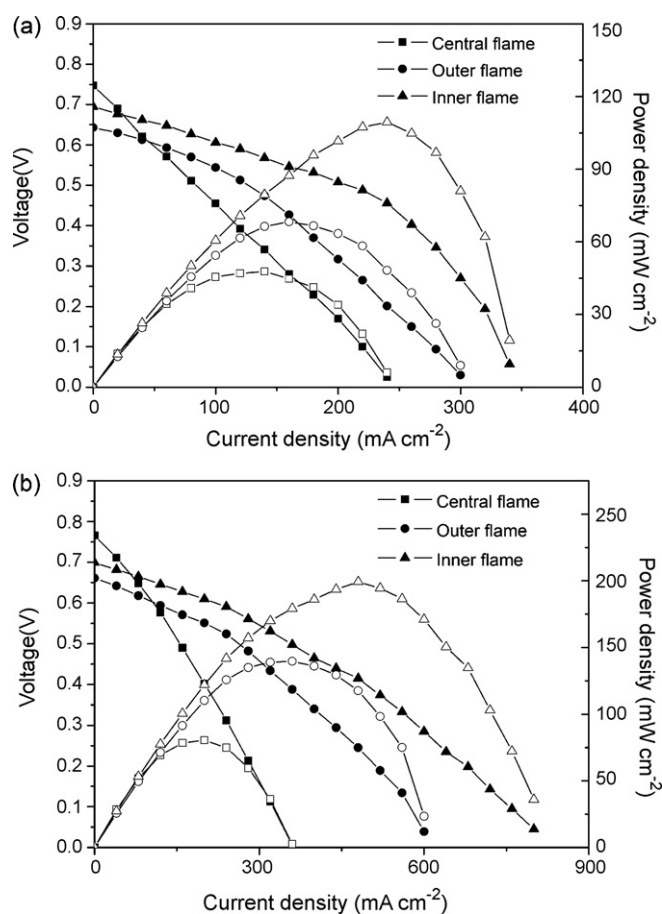 (a)
0.9
0.8
0.7
0.6
0.5
0.4
0.3
0.2
0.1
0.0
Voltage(V)
Central flame
Outer flame
Inner flame
150
120
90
60
30
0
Power density (mW cm⁻²)
0 100 200 300 400
Current density (mA cm⁻²)
(b)
0.9
0.8
0.7
0.6
0.5
0.4
0.3
0.2
0.1
0.0
Voltage(V)
Central flame
Outer flame
Inner flame
250
200
150
100
50
0
Power density (mW cm⁻²)
0 300 600 900
Current density (mA cm⁻²)